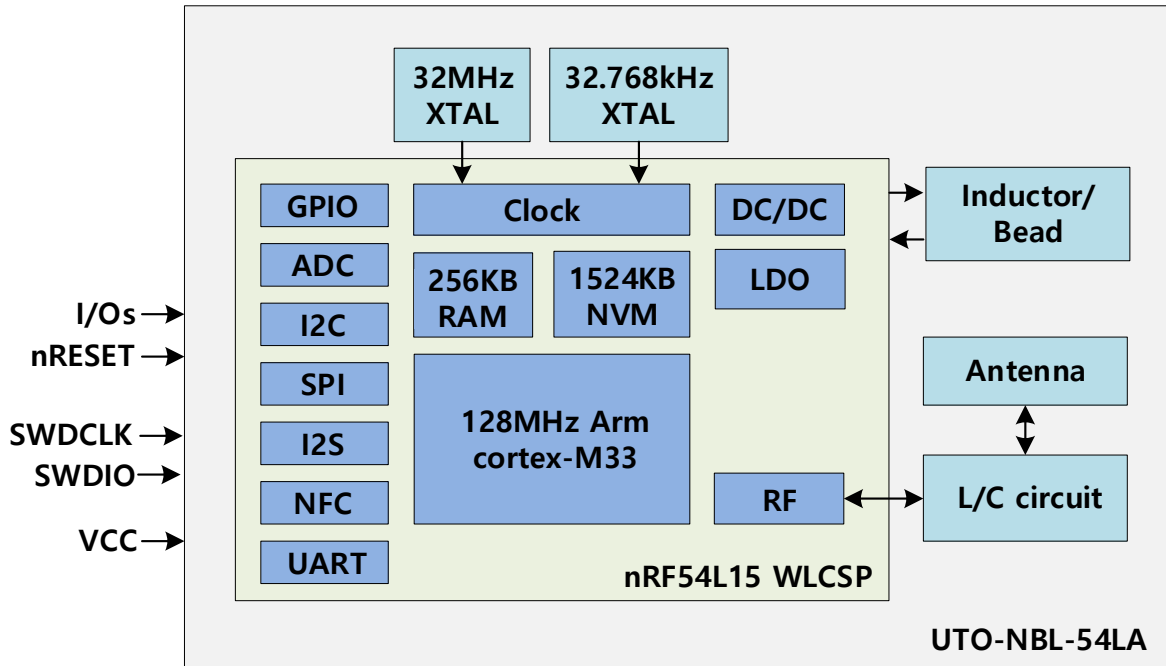 32MHz
XTAL
32.768kHz
XTAL
GPIO
Clock
DC/DC
Inductor/
Bead
ADC
256KB
RAM
1524KB
NVM
LDO
I/Os
I2C
nRESET
SPI
128MHz Arm
cortex-M33
Antenna
SWDCLK
I2S
SWDIO
NFC
RF
L/C circuit
VCC
UART
nRF54L15 WLCSP
UTO-NBL-54LA